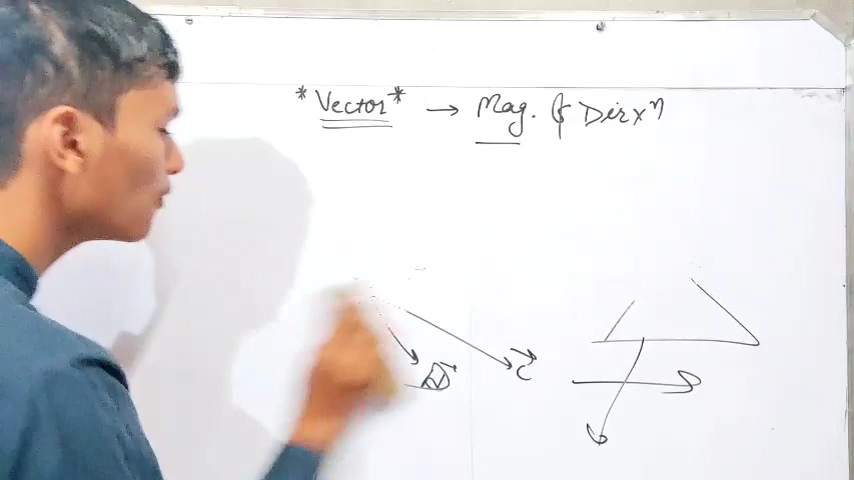 *Vector* → Mag. & Dirxⁿ
C⃗